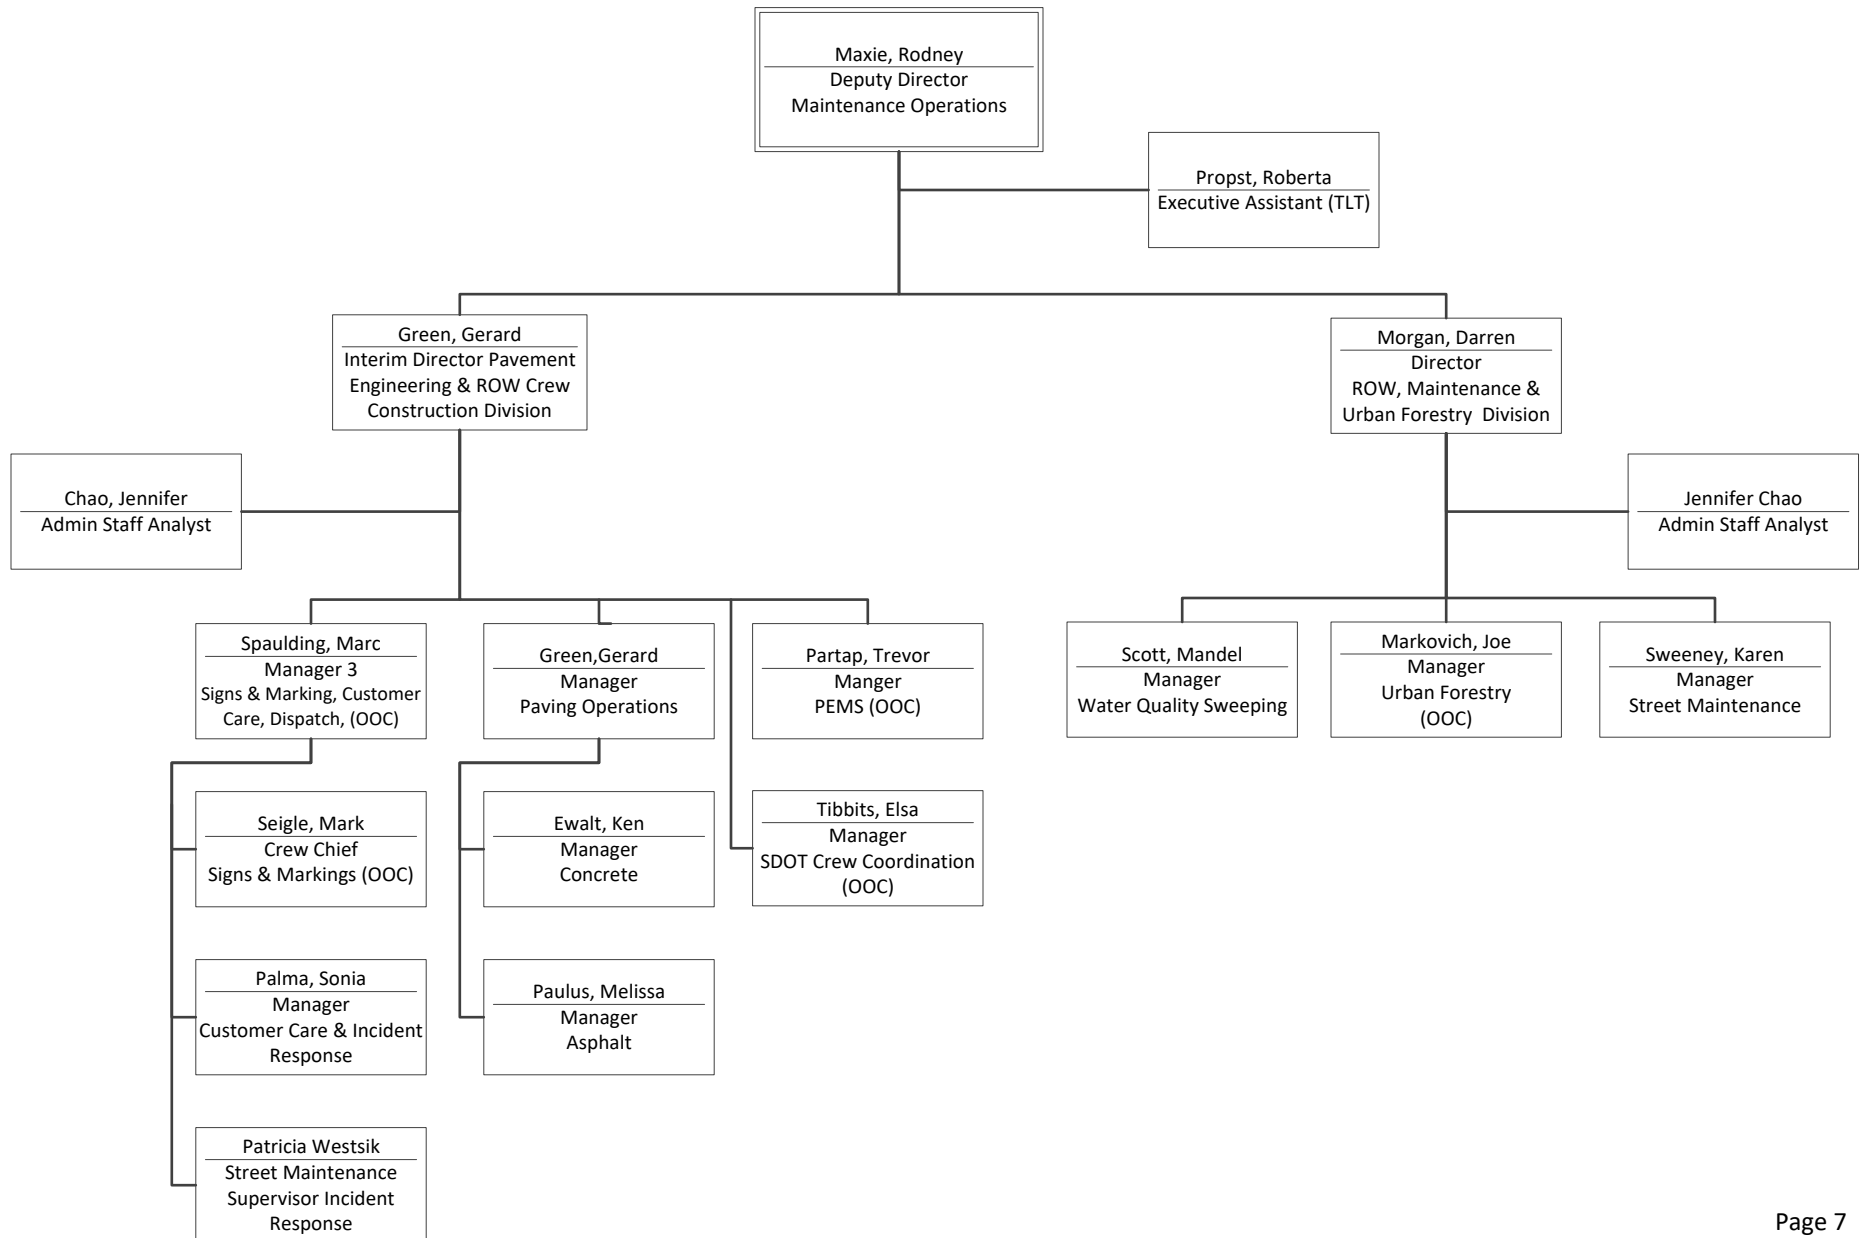 Maxie, Rodney
Deputy Director
Maintenance Operations
Propst, Roberta
Executive Assistant (TLT)
Green, Gerard
Interim Director Pavement
Engineering & ROW Crew
Construction Division
Morgan, Darren
Director
ROW, Maintenance &
Urban Forestry  Division
Chao, Jennifer
Admin Staff Analyst
Jennifer Chao
Admin Staff Analyst
Spaulding, Marc
Manager 3
Signs & Marking, Customer
Care, Dispatch, (OOC)
Green,Gerard
Manager
Paving Operations
Partap, Trevor
Manger
PEMS (OOC)
Scott, Mandel
Manager
Water Quality Sweeping
Markovich, Joe
Manager
Urban Forestry
(OOC)
Sweeney, Karen
Manager
Street Maintenance
Seigle, Mark
Crew Chief
Signs & Markings (OOC)
Ewalt, Ken
Manager
Concrete
Tibbits, Elsa
Manager
SDOT Crew Coordination
(OOC)
Palma, Sonia
Manager
Customer Care & Incident
Response
Paulus, Melissa
Manager
Asphalt
Patricia Westsik
Street Maintenance
Supervisor Incident
Response
Page 7